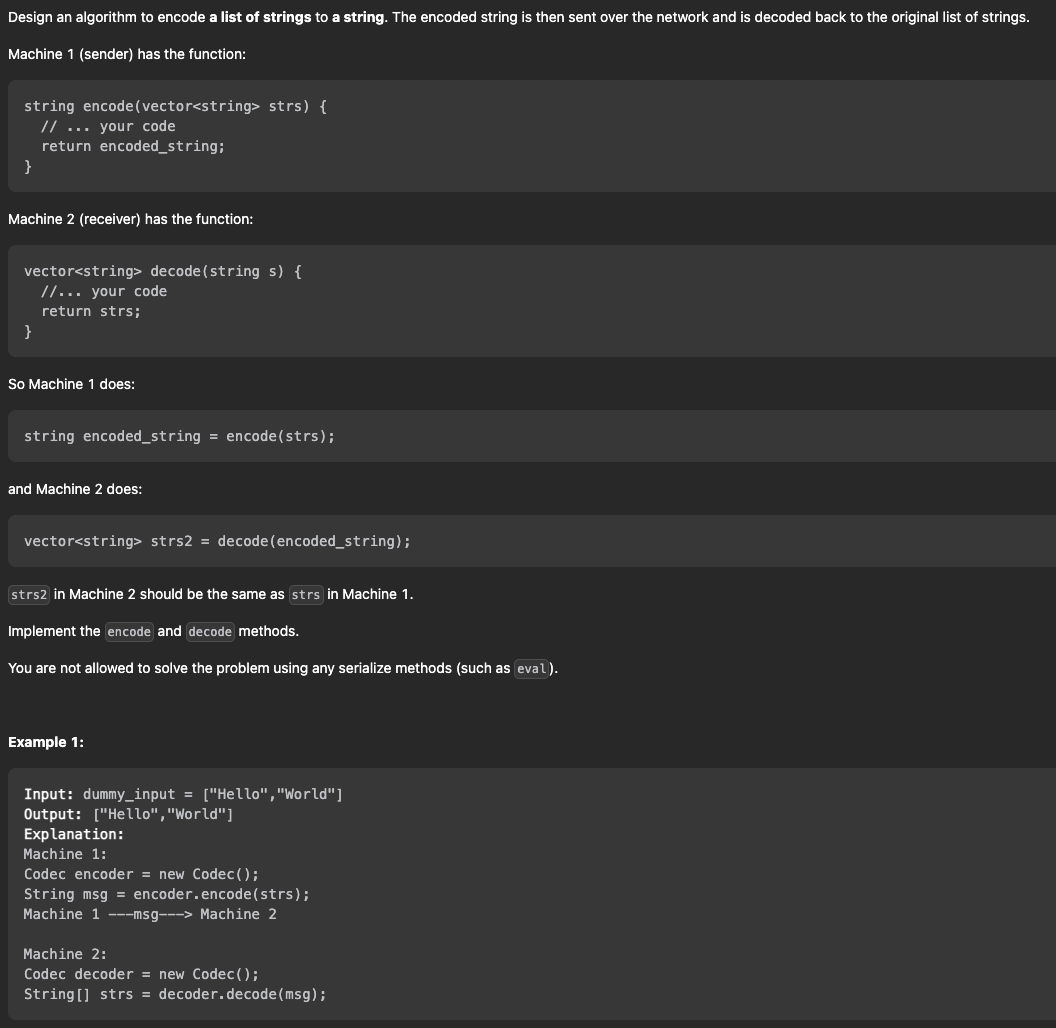 Design an algorithm to encode a list of strings to a string. The encoded string is then sent over the network and is decoded back to the original list of strings.
Machine 1 (sender) has the function:
string encode(vector<string> strs) {
  // ... your code
  return encoded_string;
}
Machine 2 (receiver) has the function:
vector<string> decode(string s) {
  //... your code
  return strs;
}
So Machine 1 does:
string encoded_string = encode(strs);
and Machine 2 does:
vector<string> strs2 = decode(encoded_string);
strs2 in Machine 2 should be the same as strs in Machine 1.
Implement the encode and decode methods.
You are not allowed to solve the problem using any serialize methods (such as eval).
Example 1:
Input: dummy_input = ["Hello","World"]
Output: ["Hello","World"]
Explanation:
Machine 1:
Codec encoder = new Codec();
String msg = encoder.encode(strs);
Machine 1 ---msg---> Machine 2
Machine 2:
Codec decoder = new Codec();
String[] strs = decoder.decode(msg);